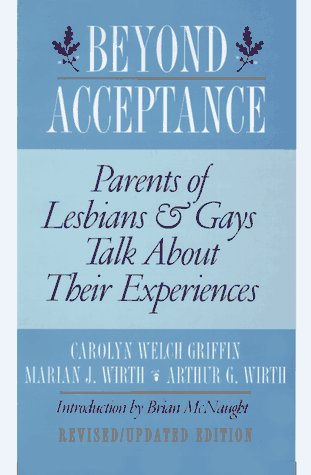 BEYOND
ACCEPTANCE
Parents of
Lesbians & Gays
Talk About
Their Experiences
CAROLYN WELCH GRIFFIN
MARIAN J. WIRTH ARTHUR G. WIRTH
Introduction by Brian McNaught
REVISED/UPDATED EDITION